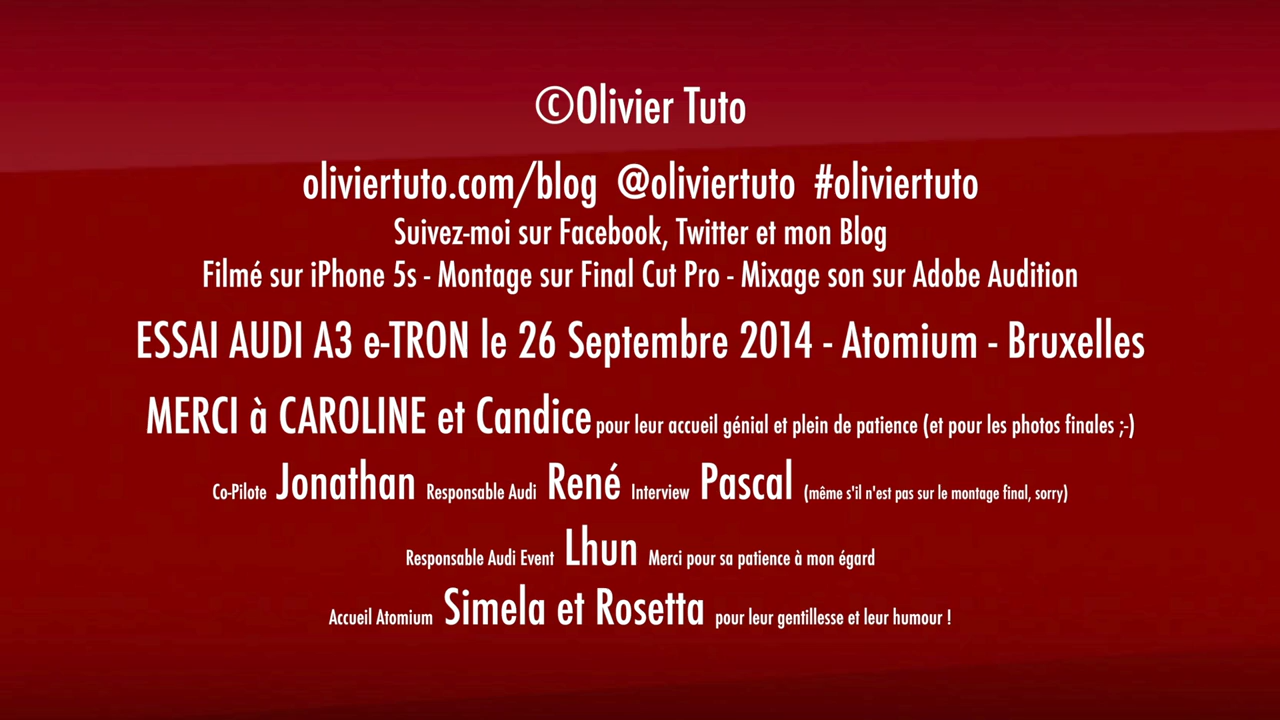 ©Olivier Tuto
oliviertuto.com/blog @oliviertuto #oliviertuto
Suivez-moi sur Facebook, Twitter et mon Blog
Filmé sur iPhone 5s - Montage sur Final Cut Pro - Mixage son sur Adobe Audition
ESSAI AUDI A3 e-TRON le 26 Septembre 2014 - Atomium - Bruxelles
MERCI à CAROLINE et Candice pour leur accueil génial et plein de patience (et pour les photos finales ;-)
Co-Pilote Jonathan Responsable Audi René Interview Pascal (même s'il n'est pas sur le montage final, sorry)
Responsable Audi Event Lhun Merci pour sa patience à mon égard
Accueil Atomium Simela et Rosetta pour leur gentillesse et leur humour !